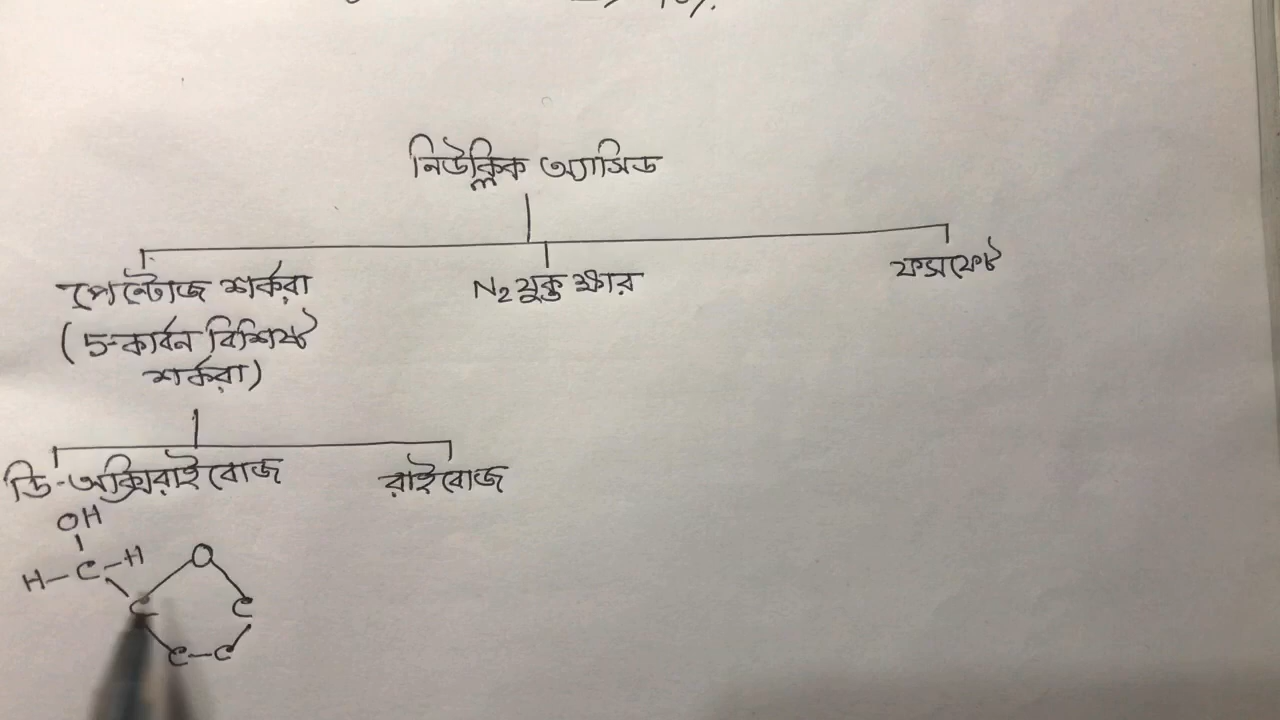 নিউক্লিক অ্যাসিড
পেন্টোজ শর্করা
(5-কার্বন বিশিষ্ট
শর্করা)
N2 যুক্ত ক্ষার
ফসফেট
ডি-অক্সিরাইবোজ
রাইবোজ
OH
H-C-H
O
C C
C-C